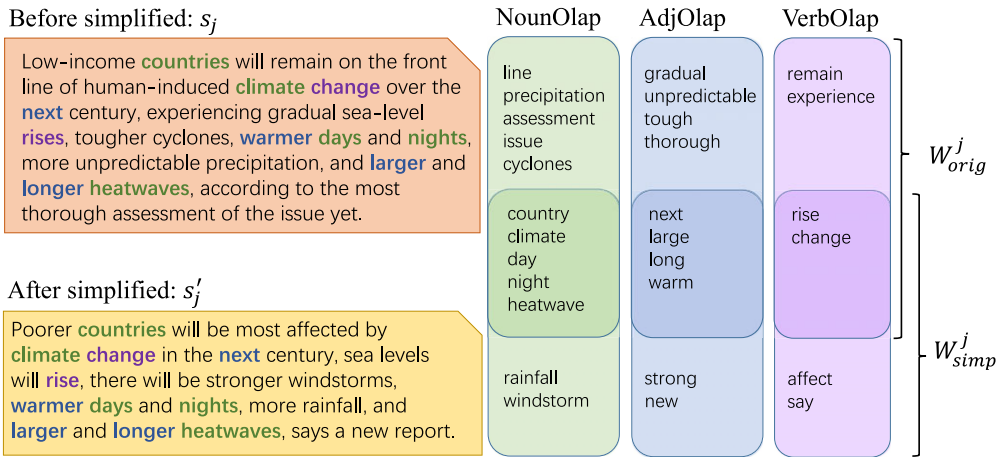 Before simplified: s_j
Low-income countries will remain on the front
line of human-induced climate change over the
next century, experiencing gradual sea-level
rises, tougher cyclones, warmer days and nights,
more unpredictable precipitation, and larger and
longer heatwaves, according to the most
thorough assessment of the issue yet.
After simplified: s'_j
Poorer countries will be most affected by
climate change in the next century, sea levels
will rise, there will be stronger windstorms,
warmer days and nights, more rainfall, and
larger and longer heatwaves, says a new report.
NounOlap
line
precipitation
assessment
issue
cyclones
country
climate
day
night
heatwave
rainfall
windstorm
AdjOlap
gradual
unpredictable
tough
thorough
next
large
long
warm
strong
new
VerbOlap
remain
experience
rise
change
affect
say
W^j_orig
W^j_simp